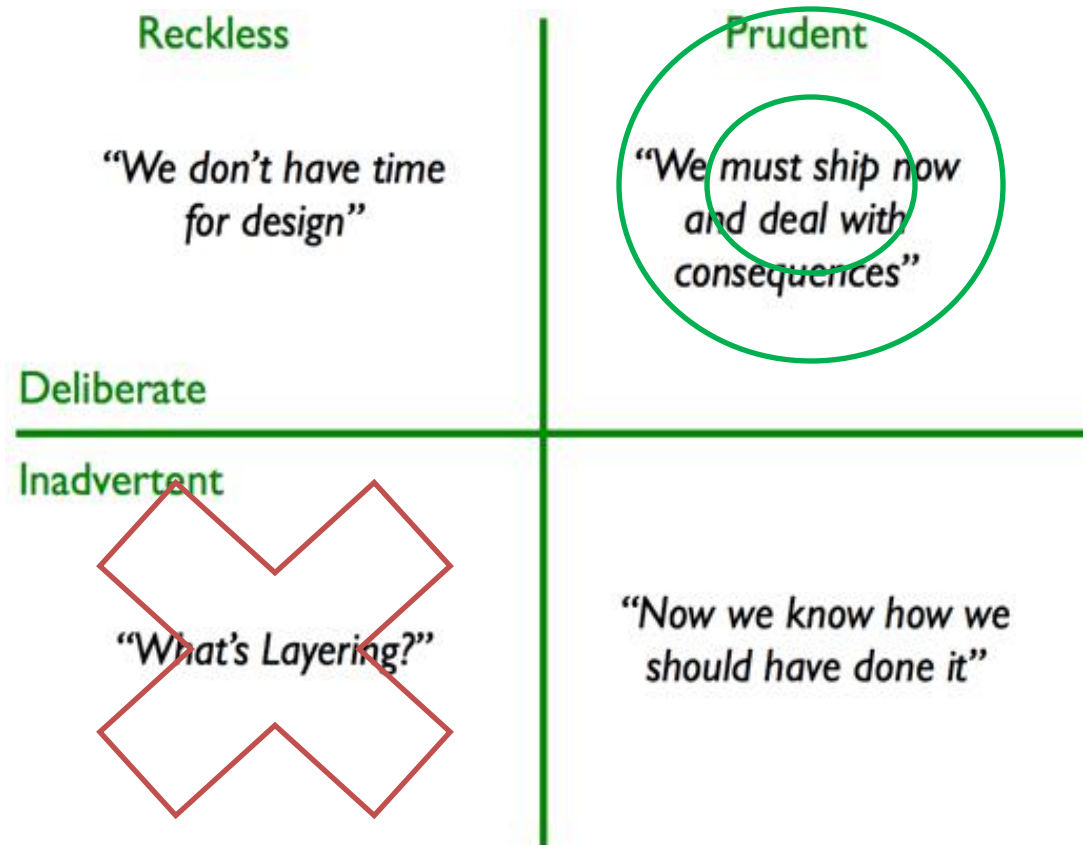 Reckless
Prudent
“We don’t have time
for design”
“We must ship now
and deal with
consequences”
Deliberate
Inadvertent
“What’s Layering?”
“Now we know how we
should have done it”